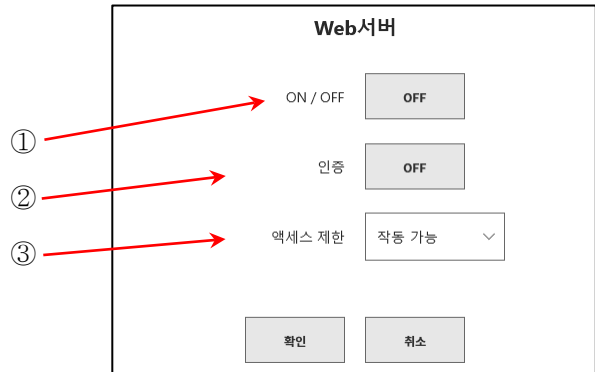 Web서버
① ON / OFF OFF
② 인증 OFF
③ 액세스 제한 작동 가능
확인 취소